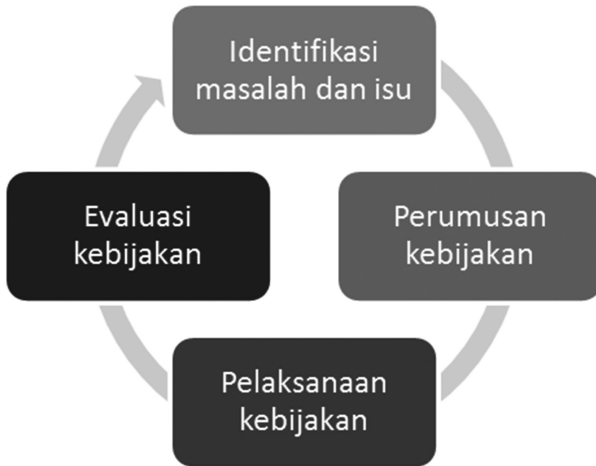 Identifikasi
masalah dan isu
Perumusan
kebijakan
Pelaksanaan
kebijakan
Evaluasi
kebijakan